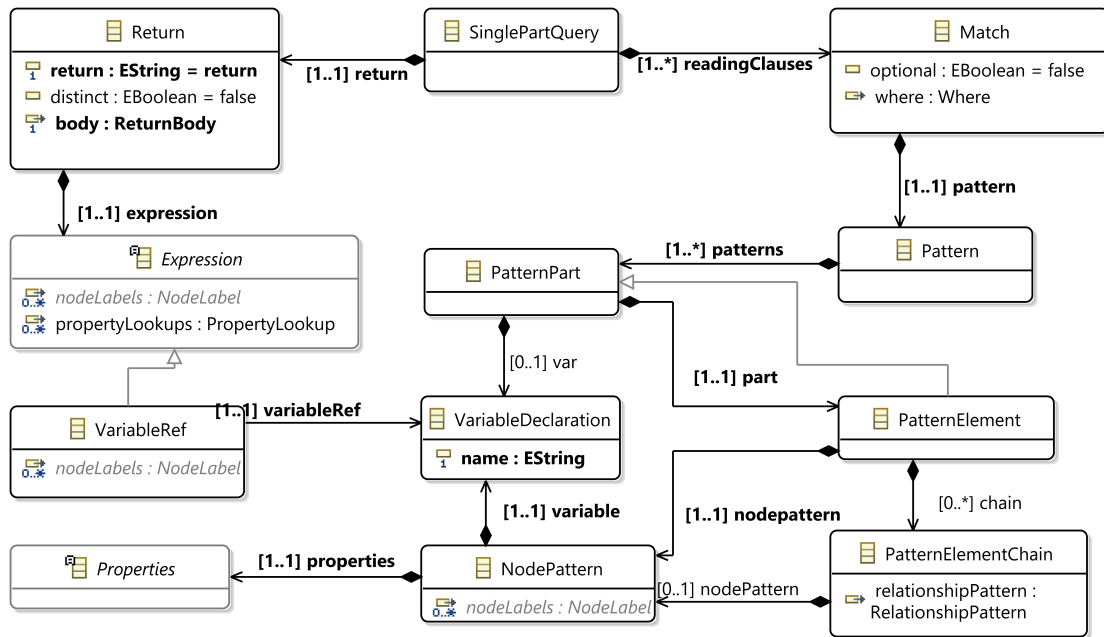 Return
return : EString = return
distinct : EBoolean = false
body : ReturnBody
SinglePartQuery
Match
optional : EBoolean = false
where : Where
[1..1] return
[1..*] readingClauses
[1..1] expression
[1..1] pattern
Expression
nodeLabels : NodeLabel
propertyLookups : PropertyLookup
PatternPart
[1..*] patterns
Pattern
[0..1] var
[1..1] part
VariableRef
nodeLabels : NodeLabel
[1..1] variableRef
VariableDeclaration
name : EString
PatternElement
[1..1] variable
[1..1] nodepattern
[0..*] chain
Properties
[1..1] properties
NodePattern
nodeLabels : NodeLabel
[0..1] nodePattern
PatternElementChain
relationshipPattern :
RelationshipPattern